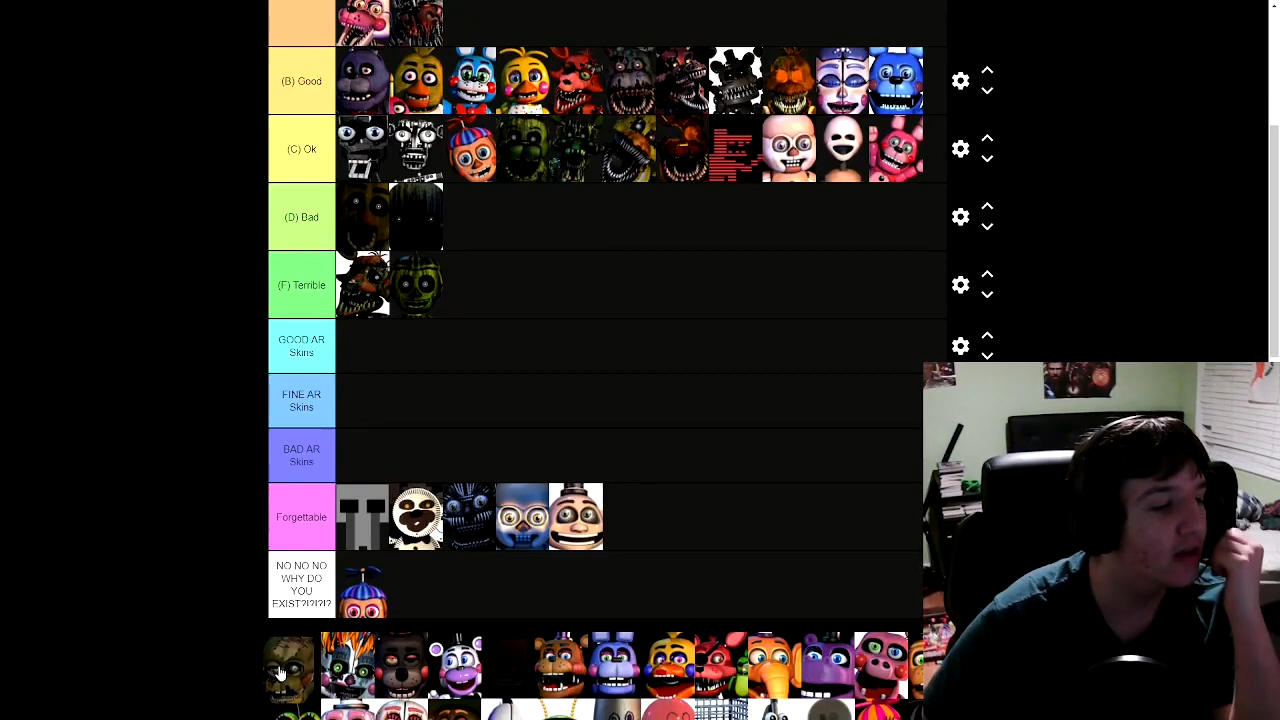 (B) Good
(C) Ok
(D) Bad
(F) Terrible
GOOD AR
Skins
FINE AR
Skins
BAD AR
Skins
Forgettable
NO NO NO
WHY DO
YOU
EXIST?!?!?!?